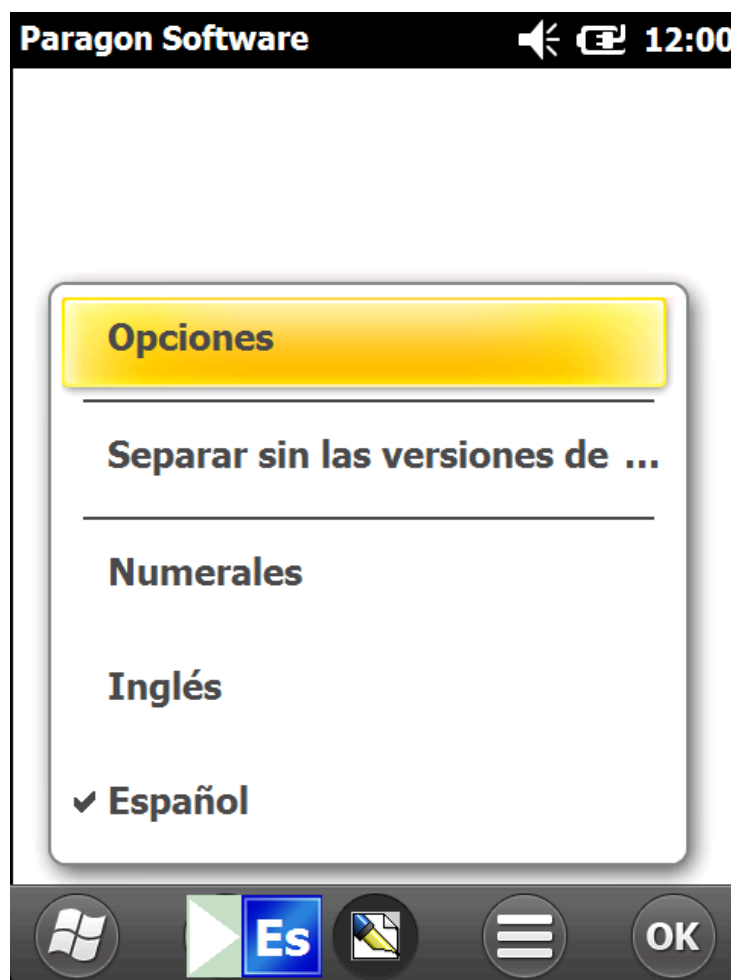 Paragon Software 12:00
Opciones
Separar sin las versiones de ...
Numerales
Inglés
Español
Es
OK